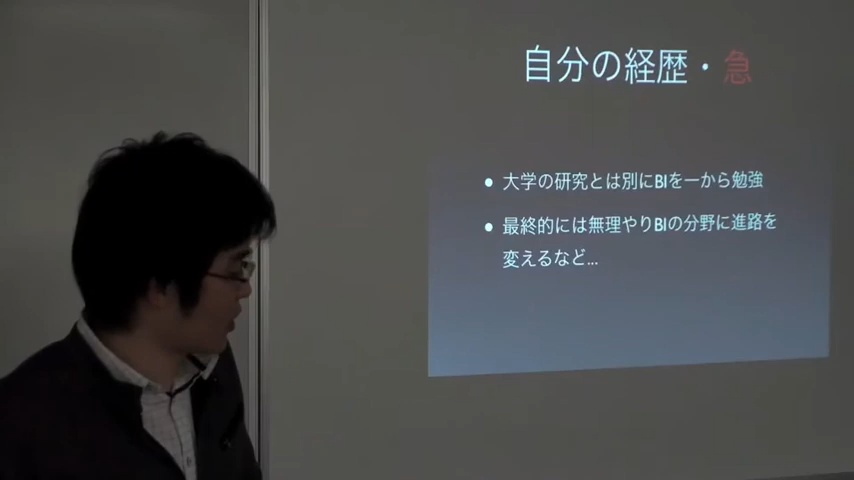 自分の経歴・急
● 大学の研究とは別にBIを一から勉強
● 最終的には無理やりBIの分野に進路を
変えるなど...